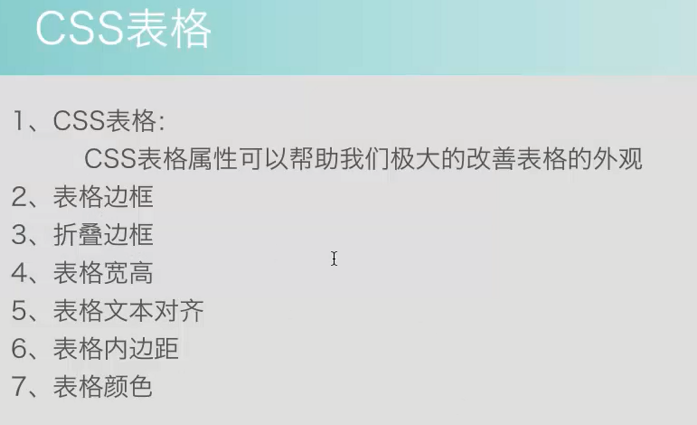 CSS表格
1、CSS表格:
CSS表格属性可以帮助我们极大的改善表格的外观
2、表格边框
3、折叠边框
4、表格宽高
5、表格文本对齐
6、表格内边距
7、表格颜色